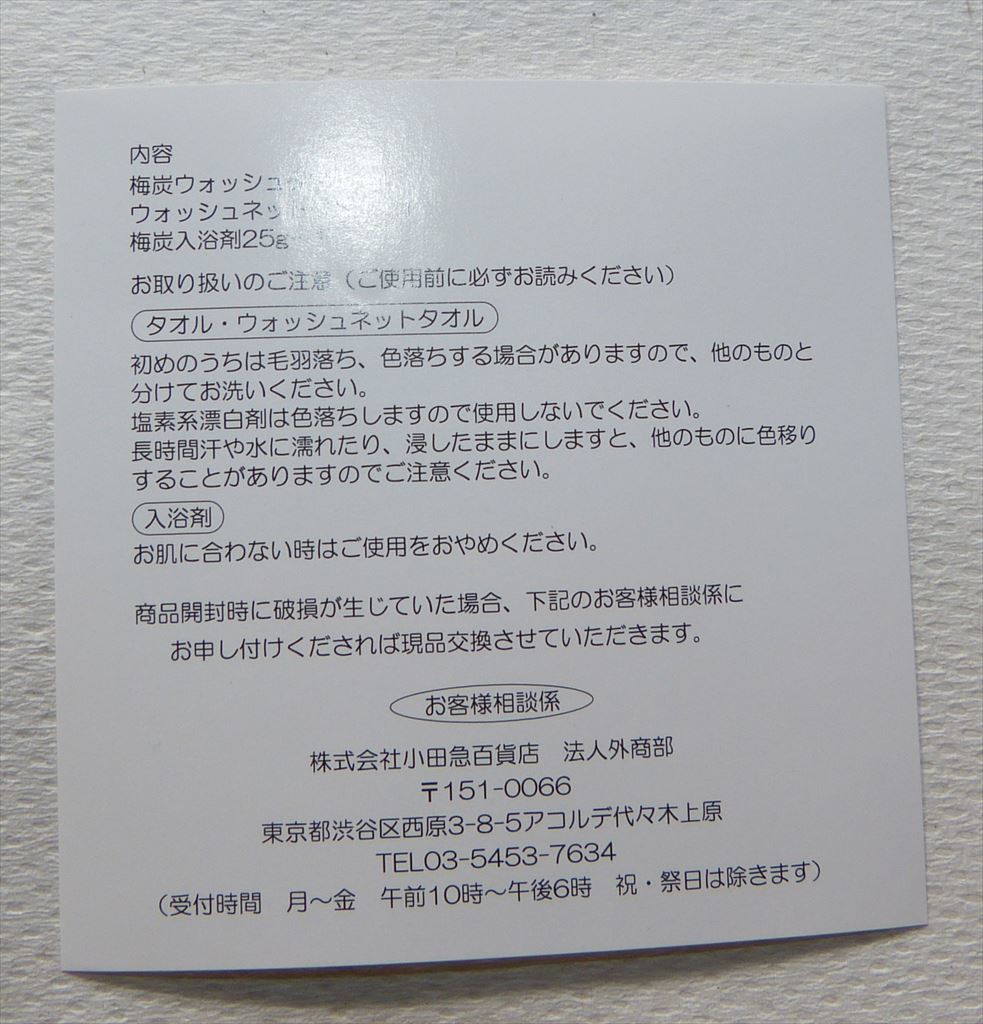 内容
梅炭ウォッシュ
ウォッシュネッ
梅炭入浴剤25g
お取り扱いのご注意（ご使用前に必ずお読みください）
タオル・ウォッシュネットタオル
初めのうちは毛羽落ち、色落ちする場合がありますので、他のものと
分けてお洗いください。
塩素系漂白剤は色落ちしますので使用しないでください。
長時間汗や水に濡れたり、浸したままにしますと、他のものに色移り
することがありますのでご注意ください。
入浴剤
お肌に合わない時はご使用をおやめください。
商品開封時に破損が生じていた場合、下記のお客様相談係に
お申し付けくだされば現品交換させていただきます。
お客様相談係
株式会社小田急百貨店　法人外商部
〒151-0066
東京都渋谷区西原3-8-5アコルデ代々木上原
TEL03-5453-7634
（受付時間　月～金　午前10時～午後6時　祝・祭日は除きます）